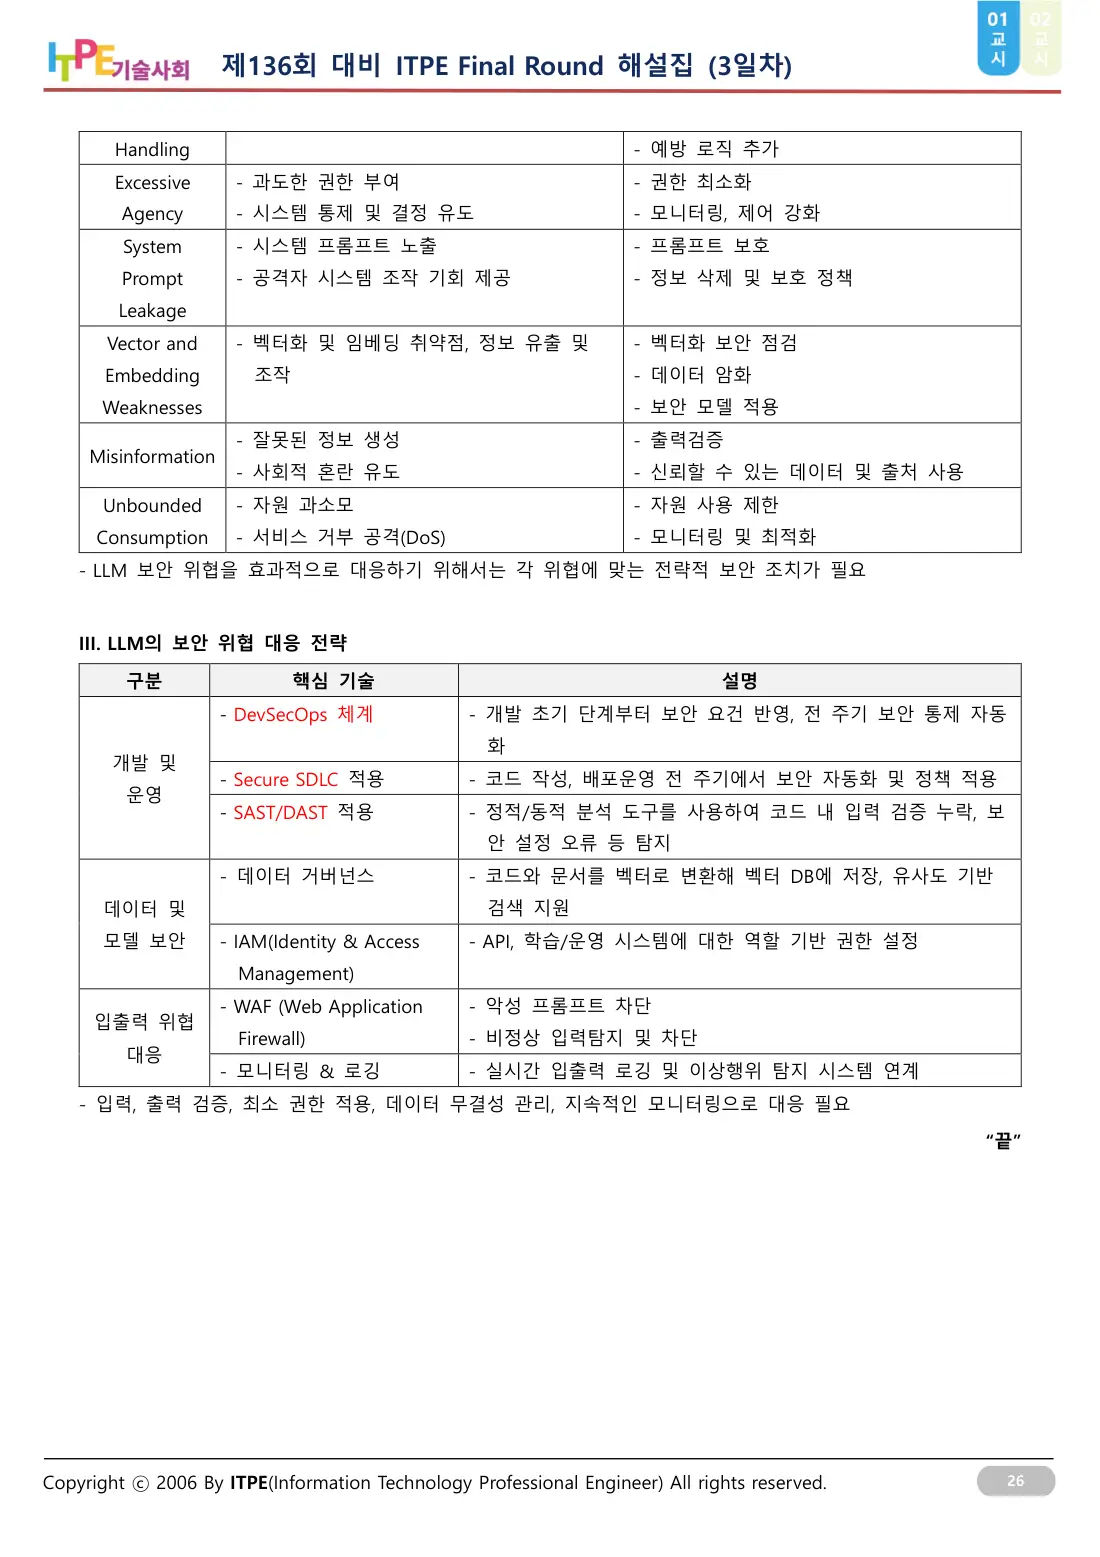 ITPE기술사회
제136회 대비 ITPE Final Round 해설집 (3일차)
01
교
시
02
교
시
Handling
- 예방 로직 추가
Excessive
Agency
- 과도한 권한 부여
- 시스템 통제 및 결정 유도
- 권한 최소화
- 모니터링, 제어 강화
System
Prompt
Leakage
- 시스템 프롬프트 노출
- 공격자 시스템 조작 기회 제공
- 프롬프트 보호
- 정보 삭제 및 보호 정책
Vector and
Embedding
Weaknesses
- 벡터화 및 임베딩 취약점, 정보 유출 및
조작
- 벡터화 보안 점검
- 데이터 암화
- 보안 모델 적용
Misinformation
- 잘못된 정보 생성
- 사회적 혼란 유도
- 출력검증
- 신뢰할 수 있는 데이터 및 출처 사용
Unbounded
Consumption
- 자원 과소모
- 서비스 거부 공격(DoS)
- 자원 사용 제한
- 모니터링 및 최적화
- LLM 보안 위협을 효과적으로 대응하기 위해서는 각 위협에 맞는 전략적 보안 조치가 필요
III. LLM의 보안 위협 대응 전략
구분
핵심 기술
설명
개발 및
운영
- DevSecOps 체계
- 개발 초기 단계부터 보안 요건 반영, 전 주기 보안 통제 자동
화
- Secure SDLC 적용
- 코드 작성, 배포운영 전 주기에서 보안 자동화 및 정책 적용
- SAST/DAST 적용
- 정적/동적 분석 도구를 사용하여 코드 내 입력 검증 누락, 보
안 설정 오류 등 탐지
데이터 및
모델 보안
- 데이터 거버넌스
- 코드와 문서를 벡터로 변환해 벡터 DB에 저장, 유사도 기반
검색 지원
- IAM(Identity & Access
Management)
- API, 학습/운영 시스템에 대한 역할 기반 권한 설정
입출력 위협
대응
- WAF (Web Application
Firewall)
- 악성 프롬프트 차단
- 비정상 입력탐지 및 차단
- 모니터링 & 로깅
- 실시간 입출력 로깅 및 이상행위 탐지 시스템 연계
- 입력, 출력 검증, 최소 권한 적용, 데이터 무결성 관리, 지속적인 모니터링으로 대응 필요
“끝”
Copyright ⓒ 2006 By ITPE(Information Technology Professional Engineer) All rights reserved.
26